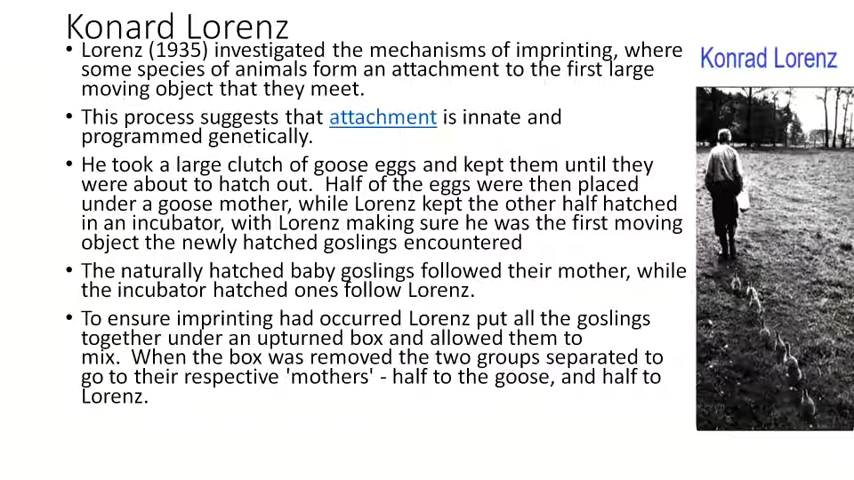 Konard Lorenz
• Lorenz (1935) investigated the mechanisms of imprinting, where
some species of animals form an attachment to the first large
moving object that they meet.
• This process suggests that attachment is innate and
programmed genetically.
• He took a large clutch of goose eggs and kept them until they
were about to hatch out.  Half of the eggs were then placed
under a goose mother, while Lorenz kept the other half hatched
in an incubator, with Lorenz making sure he was the first moving
object the newly hatched goslings encountered
• The naturally hatched baby goslings followed their mother, while
the incubator hatched ones follow Lorenz.
• To ensure imprinting had occurred Lorenz put all the goslings
together under an upturned box and allowed them to
mix.  When the box was removed the two groups separated to
go to their respective 'mothers' - half to the goose, and half to
Lorenz.
Konrad Lorenz